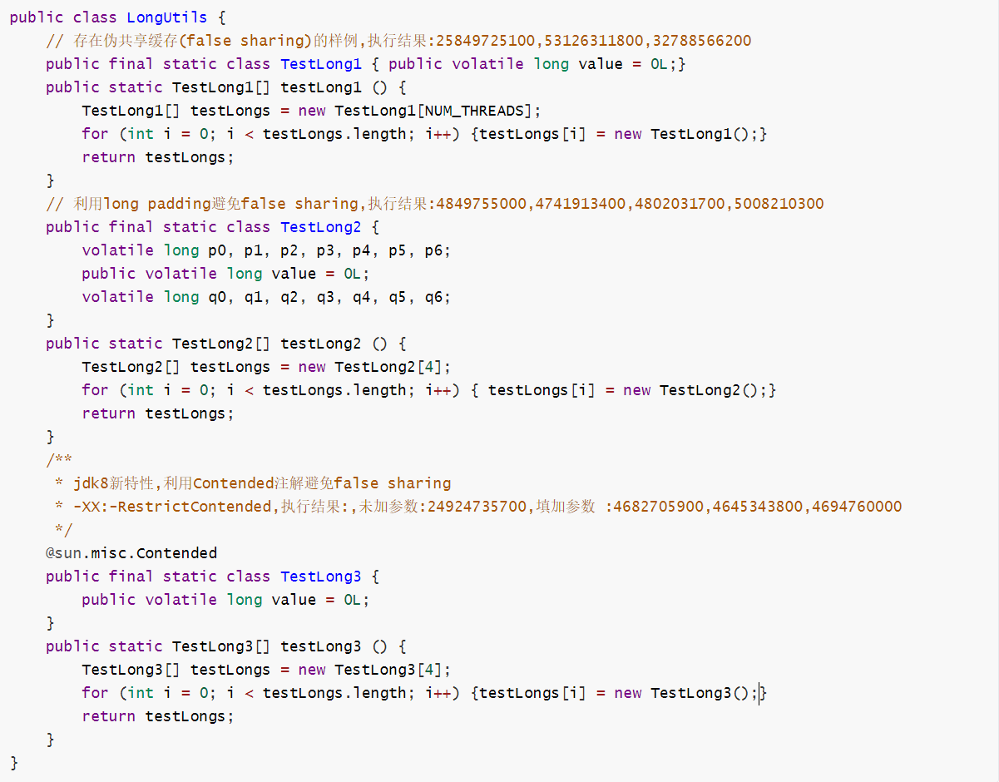 public class LongUtils {
    // 存在伪共享缓存(false sharing)的样例,执行结果:25849725100,53126311800,32788566200
    public final static class TestLong1 { public volatile long value = 0L;}
    public static TestLong1[] testLong1 () {
        TestLong1[] testLongs = new TestLong1[NUM_THREADS];
        for (int i = 0; i < testLongs.length; i++) {testLongs[i] = new TestLong1();}
        return testLongs;
    }
    // 利用long padding避免false sharing,执行结果:4849755000,4741913400,4802031700,5008210300
    public final static class TestLong2 {
        volatile long p0, p1, p2, p3, p4, p5, p6;
        public volatile long value = 0L;
        volatile long q0, q1, q2, q3, q4, q5, q6;
    }
    public static TestLong2[] testLong2 () {
        TestLong2[] testLongs = new TestLong2[4];
        for (int i = 0; i < testLongs.length; i++) { testLongs[i] = new TestLong2();}
        return testLongs;
    }
    /**
     * jdk8新特性,利用Contended注解避免false sharing
     * -XX:-RestrictContended,执行结果:,未加参数:24924735700,填加参数 :4682705900,4645343800,4694760000
     */
    @sun.misc.Contended
    public final static class TestLong3 {
        public volatile long value = 0L;
    }
    public static TestLong3[] testLong3 () {
        TestLong3[] testLongs = new TestLong3[4];
        for (int i = 0; i < testLongs.length; i++) {testLongs[i] = new TestLong3();}
        return testLongs;
    }
}